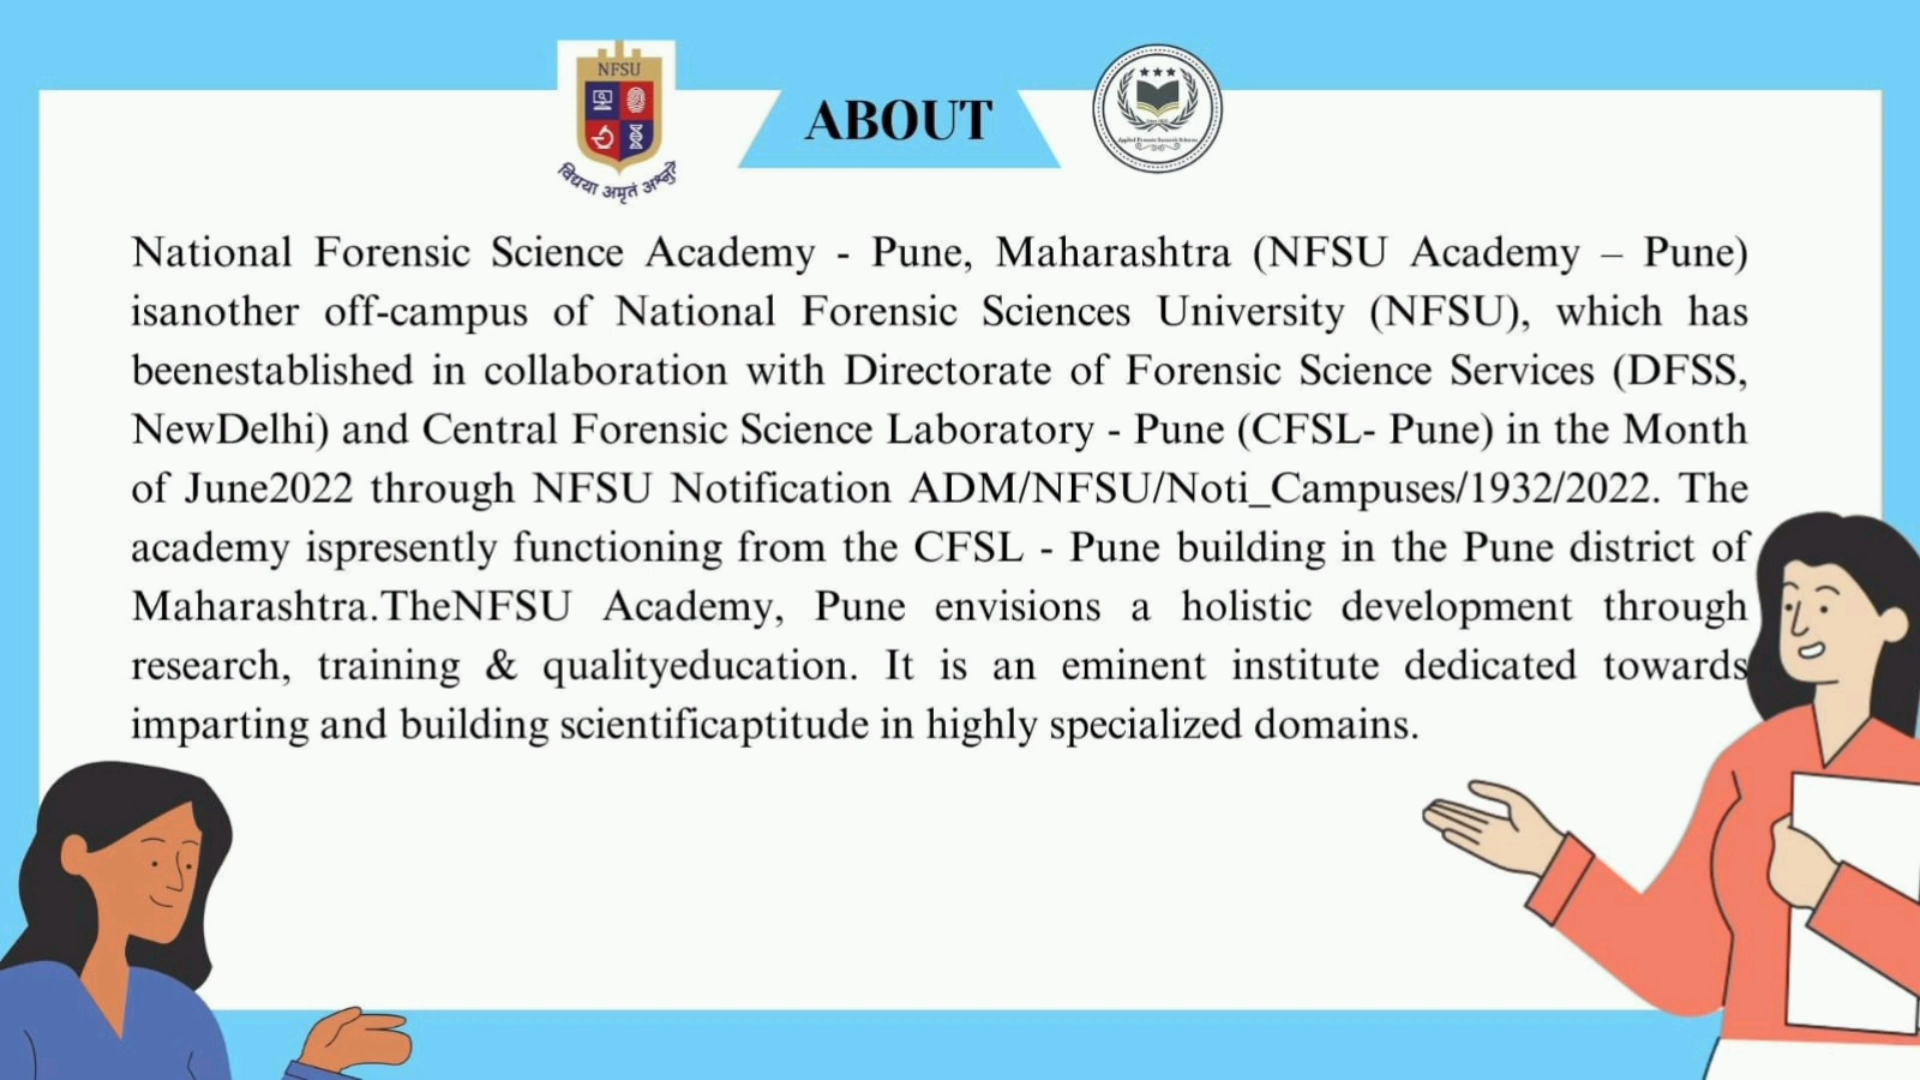 NFSU
विद्यया अमृतं अश्नुते
ABOUT
National Forensic Science Academy - Pune, Maharashtra (NFSU Academy – Pune)
isanother off-campus of National Forensic Sciences University (NFSU), which has
beenestablished in collaboration with Directorate of Forensic Science Services (DFSS,
NewDelhi) and Central Forensic Science Laboratory - Pune (CFSL- Pune) in the Month
of June2022 through NFSU Notification ADM/NFSU/Noti_Campuses/1932/2022. The
academy ispresently functioning from the CFSL - Pune building in the Pune district of
Maharashtra.TheNFSU Academy, Pune envisions a holistic development through
research, training & qualityeducation. It is an eminent institute dedicated towards
imparting and building scientificaptitude in highly specialized domains.